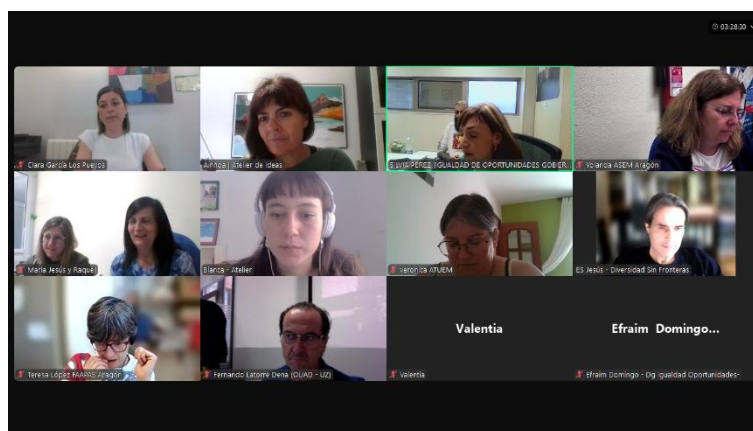 03:28:30
Clara García Los Pueyos
Ainhoa | Atelier de Ideas
SILVIA PÉREZ. IGUALDAD DE OPORTUNIDADES GOBIER...
Yolanda ASEM Aragón
María Jesús y Raquel
Blanca - Atelier
Verónica ATUEM
ES Jesús - Diversidad Sin Fronteras
Teresa López FAAPAS Aragón
Fernando Latorre Dena (OUAD - UZ)
Valentia
Valentia
Efraim Domingo...
Efraim Domingo - Dg Igualdad Oportunidades-